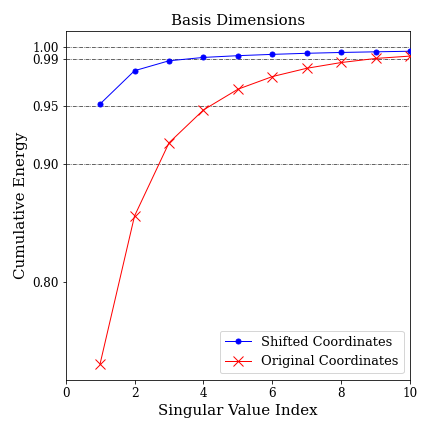 Basis Dimensions
1.00
0.99
0.95
0.90
0.80
Cumulative Energy
Shifted Coordinates
Original Coordinates
0 2 4 6 8 10
Singular Value Index